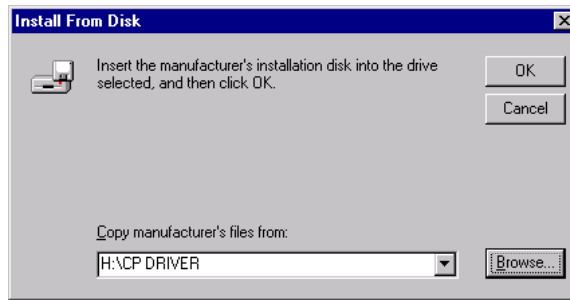 Install From Disk
Insert the manufacturer's installation disk into the drive
selected, and then click OK.
OK
Cancel
Copy manufacturer's files from:
H:\CP DRIVER
Browse...